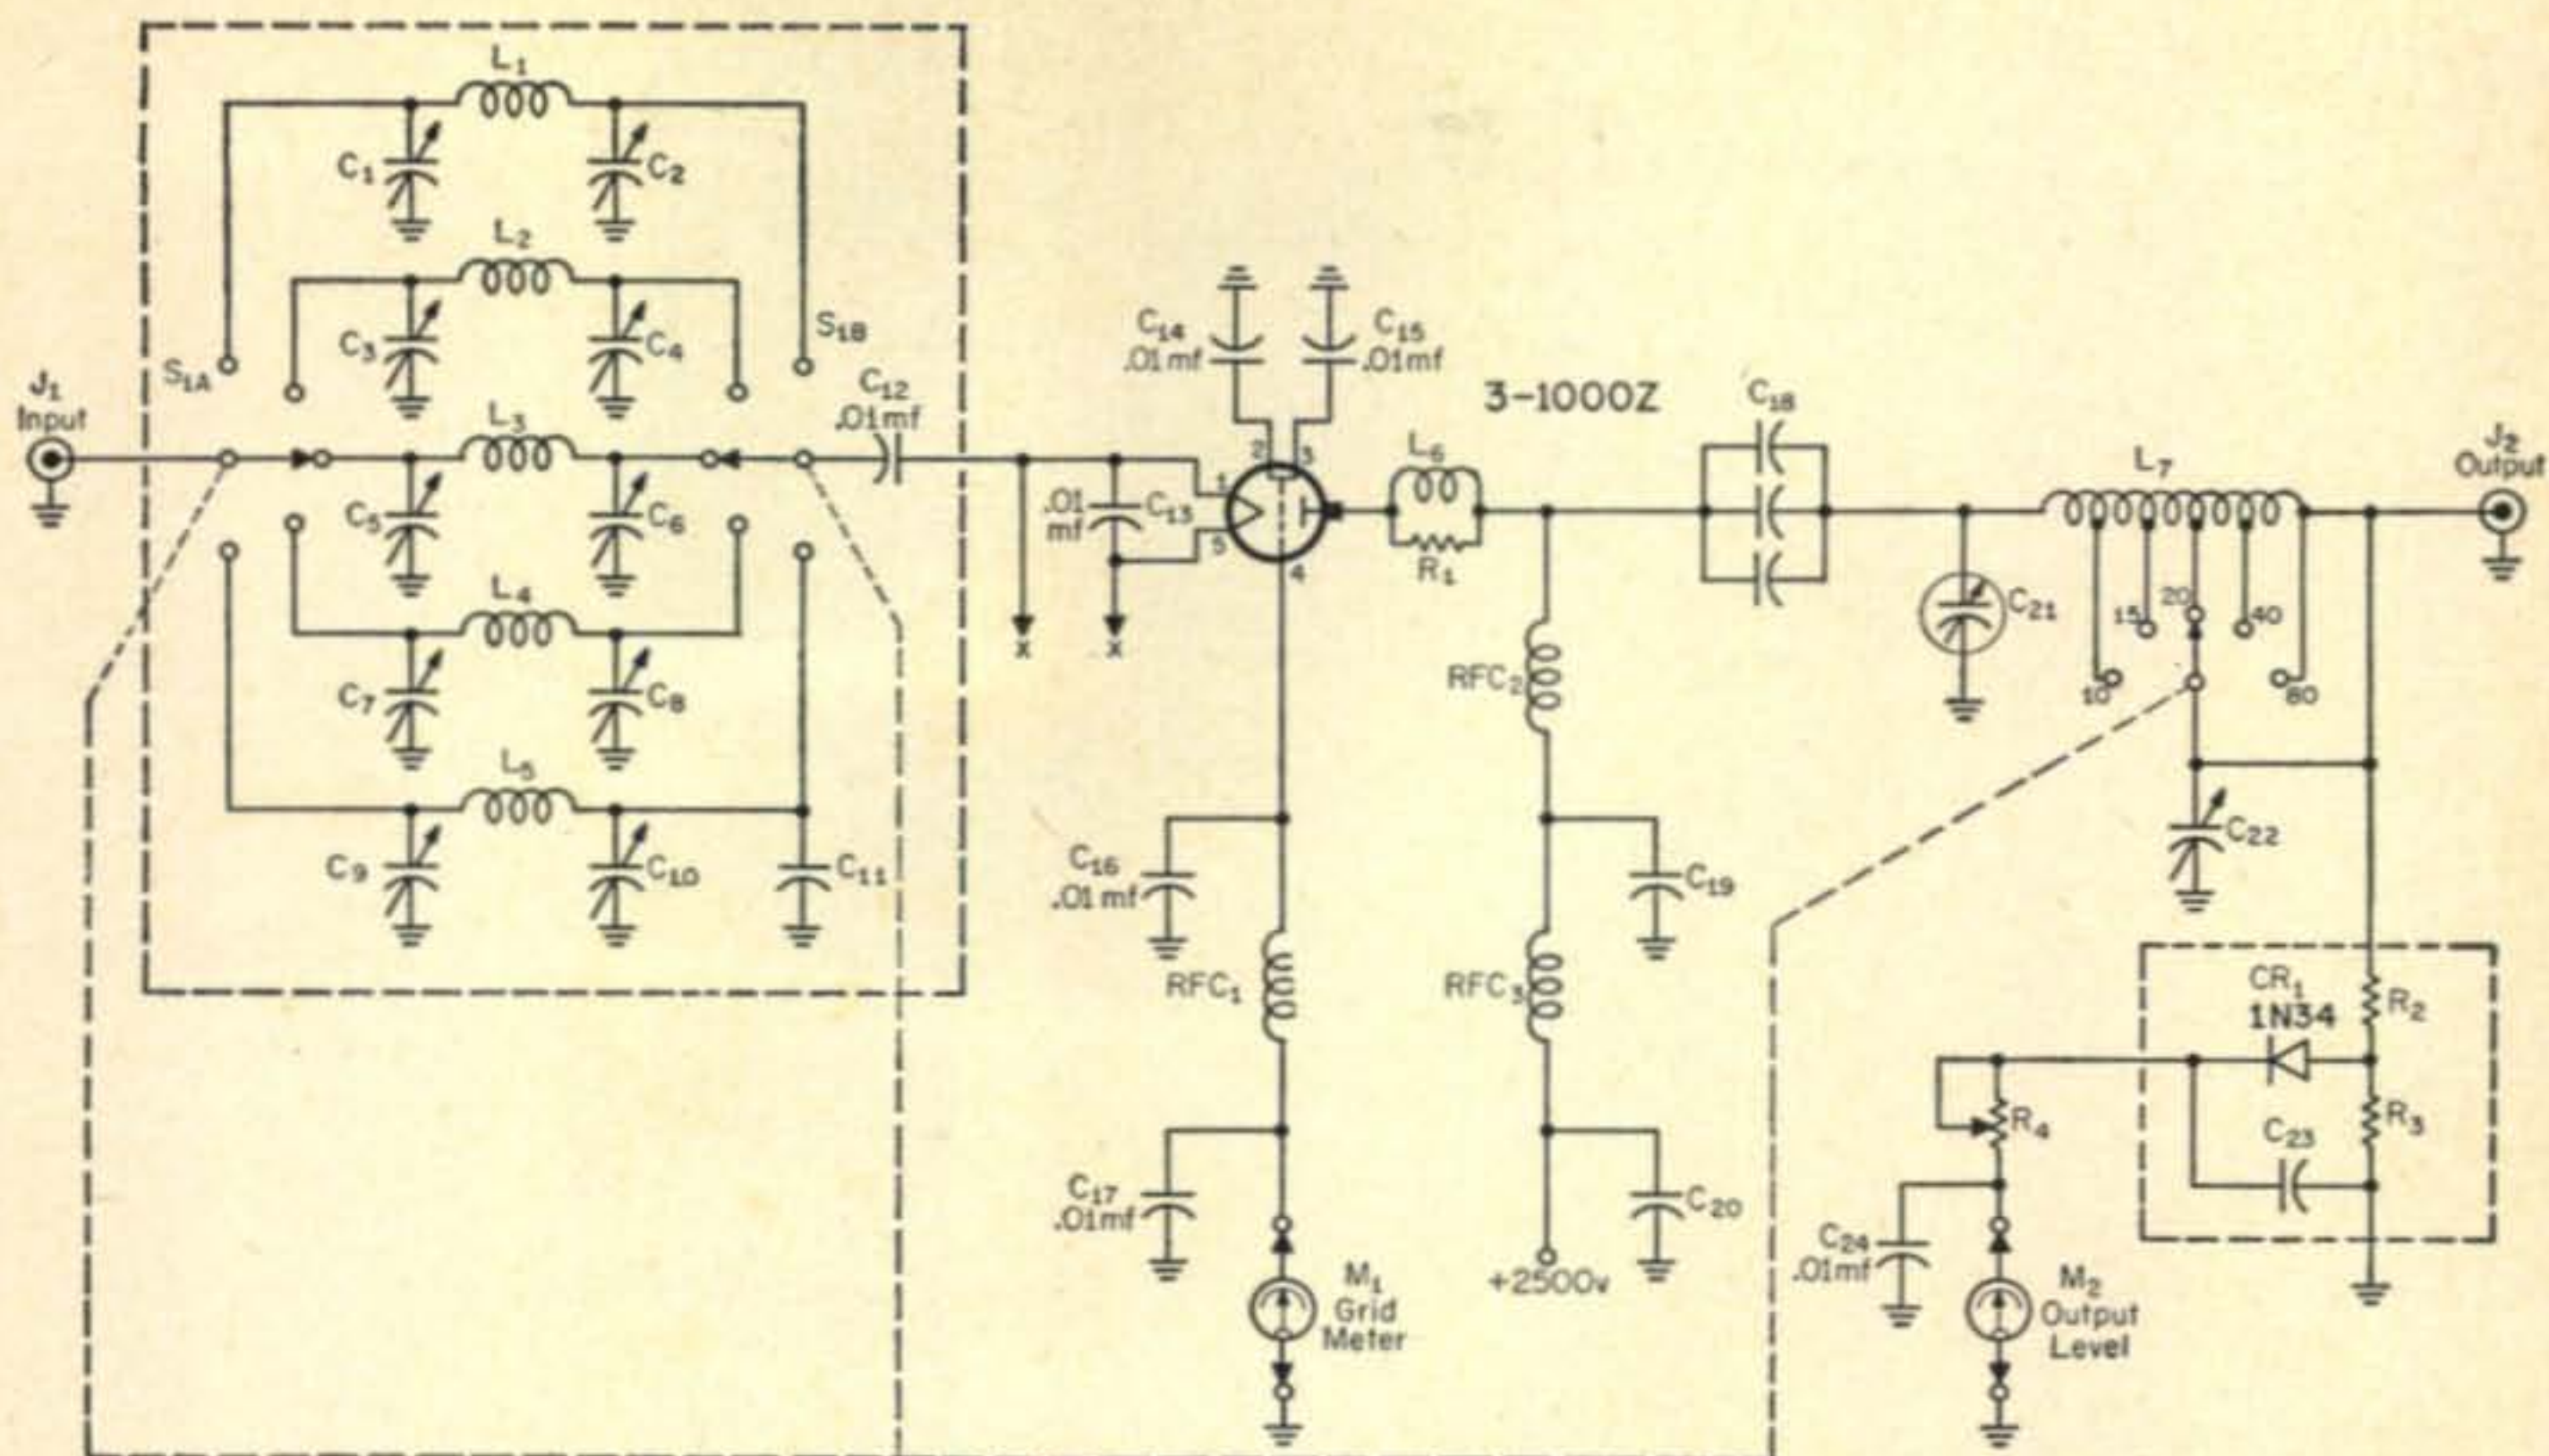 L1
C1
C2
L2
C3
C4
S1A
S1B
J1
Input
L3
C12
.01mf
C5
C6
L4
C7
C8
L5
C9
C10
C11
C14
.01mf
C15
.01mf
3-1000Z
2
3
1
5
4
.01
mf
C13
X
X
L6
R1
C18
L7
J2
Output
C21
10
15
20
40
80
RFC2
C22
C16
.01mf
C19
RFC1
RFC3
CR1
1N34
R2
R3
R4
C23
C17
.01mf
C20
+2500v
C24
.01mf
M1
Grid
Meter
M2
Output
Level